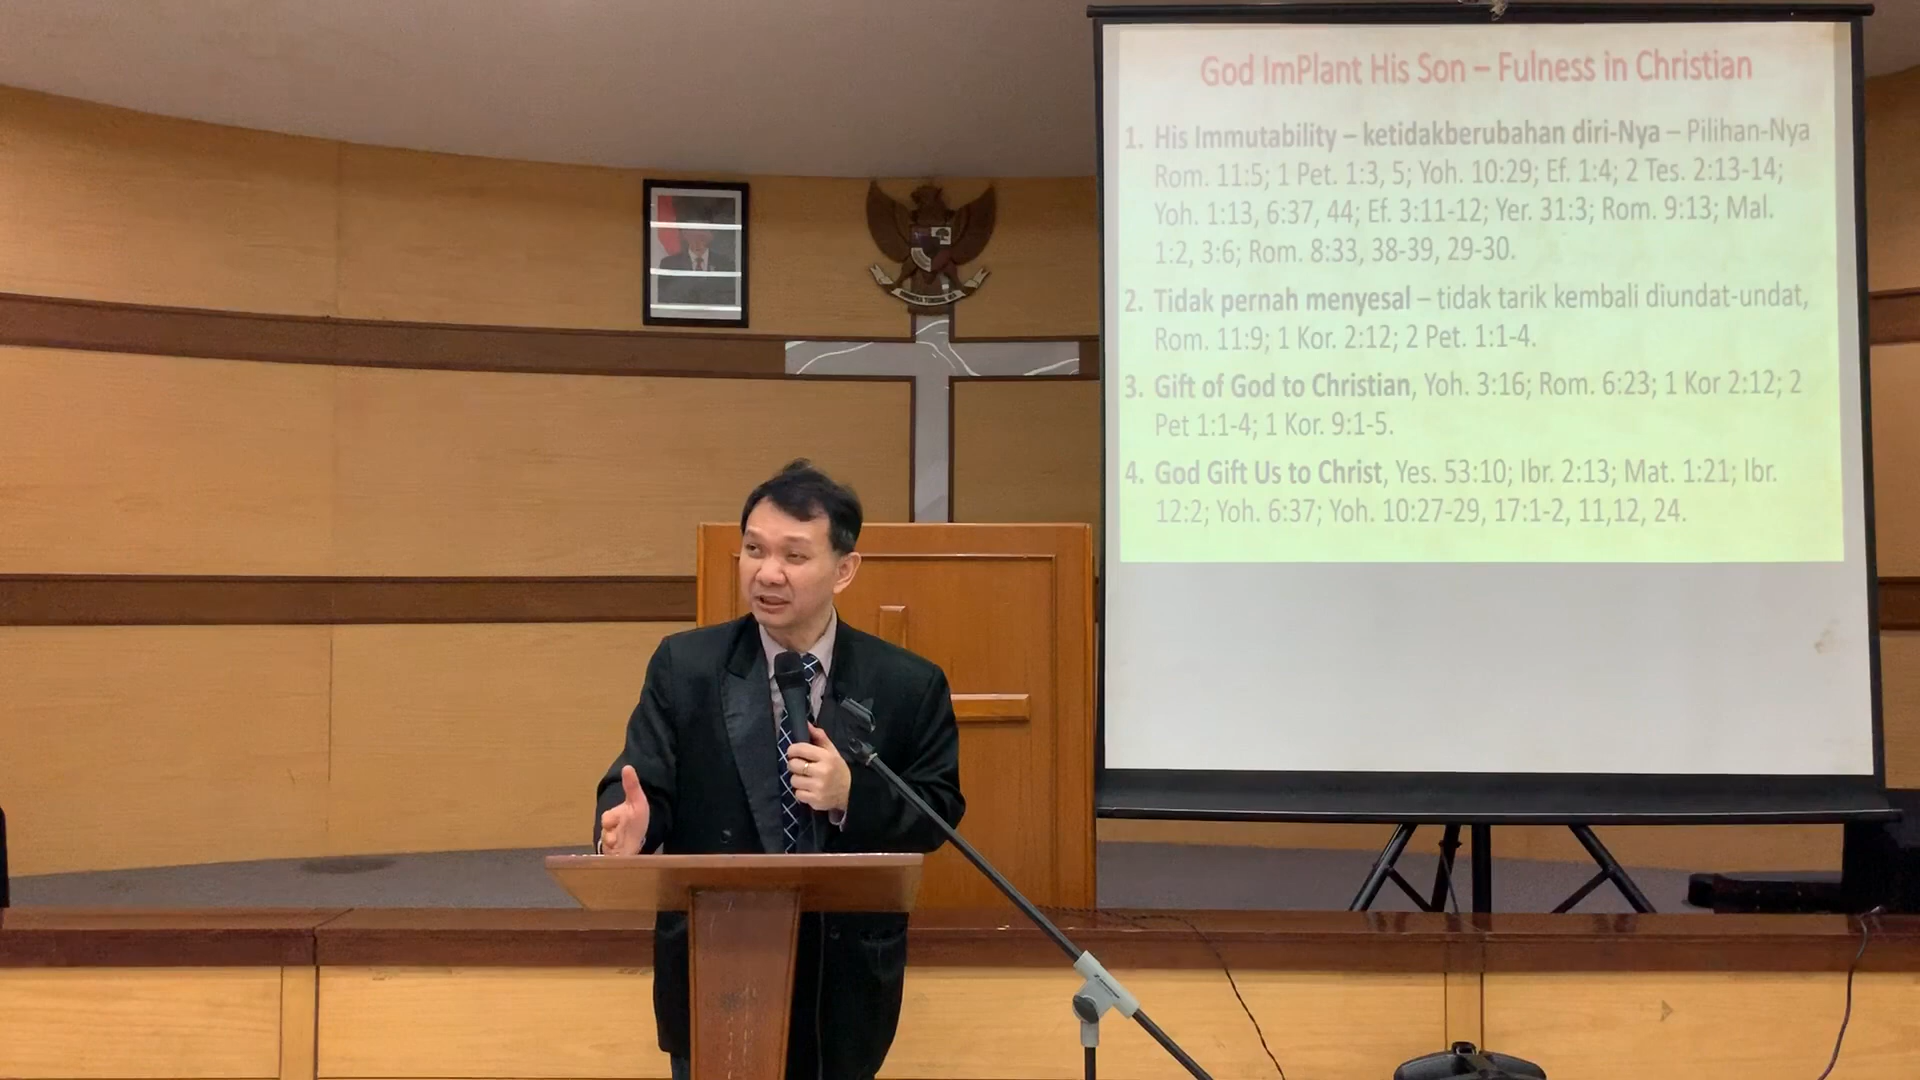 God ImPlant His Son – Fulness in Christian
1. His Immutability – ketidakberubahan diri-Nya – Pilihan-Nya
Rom. 11:5; 1 Pet. 1:3, 5; Yoh. 10:29; Ef. 1:4; 2 Tes. 2:13-14;
Yoh. 1:13, 6:37, 44; Ef. 3:11-12; Yer. 31:3; Rom. 9:13; Mal.
1:2, 3:6; Rom. 8:33, 38-39, 29-30.
2. Tidak pernah menyesal – tidak tarik kembali diundat-undat,
Rom. 11:9; 1 Kor. 2:12; 2 Pet. 1:1-4.
3. Gift of God to Christian, Yoh. 3:16; Rom. 6:23; 1 Kor 2:12; 2
Pet 1:1-4; 1 Kor. 9:1-5.
4. God Gift Us to Christ, Yes. 53:10; Ibr. 2:13; Mat. 1:21; Ibr.
12:2; Yoh. 6:37; Yoh. 10:27-29, 17:1-2, 11,12, 24.